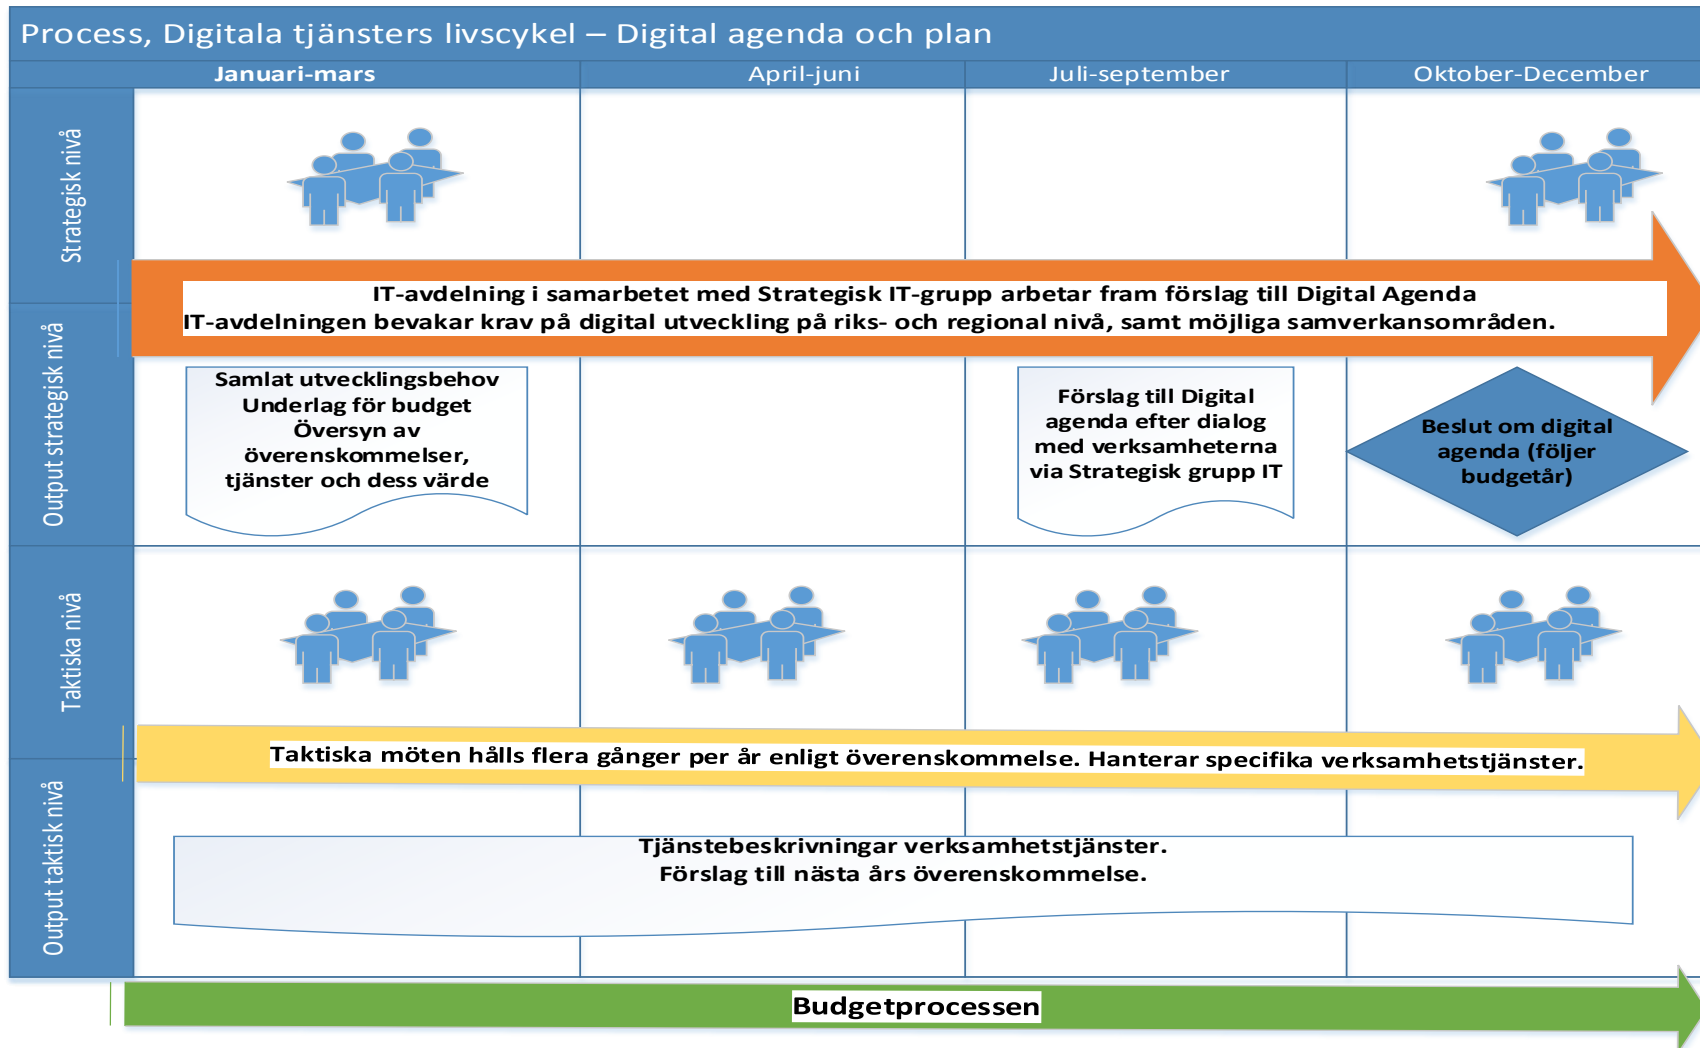 Process, Digitala tjänsters livscykel – Digital agenda och plan
Januari-mars
April-juni
Juli-september
Oktober-December
Strategisk nivå
IT-avdelning i samarbetet med Strategisk IT-grupp arbetar fram förslag till Digital Agenda
IT-avdelningen bevakar krav på digital utveckling på riks- och regional nivå, samt möjliga samverkansområden.
Output strategisk nivå
Samlat utvecklingsbehov
Underlag för budget
Översyn av
överenskommelser,
tjänster och dess värde
Förslag till Digital
agenda efter dialog
med verksamheterna
via Strategisk grupp IT
Beslut om digital
agenda (följer
budgetår)
Taktiska nivå
Taktiska möten hålls flera gånger per år enligt överenskommelse. Hanterar specifika verksamhetstjänster.
Output taktisk nivå
Tjänstebeskrivningar verksamhetstjänster.
Förslag till nästa års överenskommelse.
Budgetprocessen